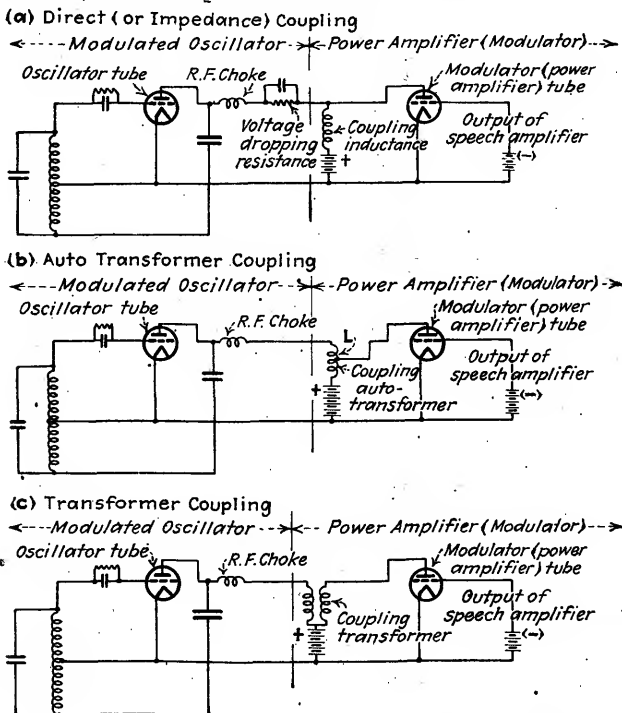 (a) Direct (or Impedance) Coupling
Modulated Oscillator
Power Amplifier (Modulator)
Oscillator tube
R.F. Choke
Modulator (power
amplifier) tube
Voltage
dropping
resistance
Coupling
inductance
+
Output of
speech amplifier
(-)
(b) Auto Transformer Coupling
Modulated Oscillator
Power Amplifier (Modulator)
Oscillator tube
R.F. Choke
L
Modulator (power
amplifier) tube
Coupling
auto-
transformer
+
Output of
speech amplifier
(-)
(c) Transformer Coupling
Modulated Oscillator
Power Amplifier (Modulator)
Oscillator tube
R.F. Choke
Modulator (power
amplifier) tube
Coupling
transformer
+
Output of
speech amplifier
(-)